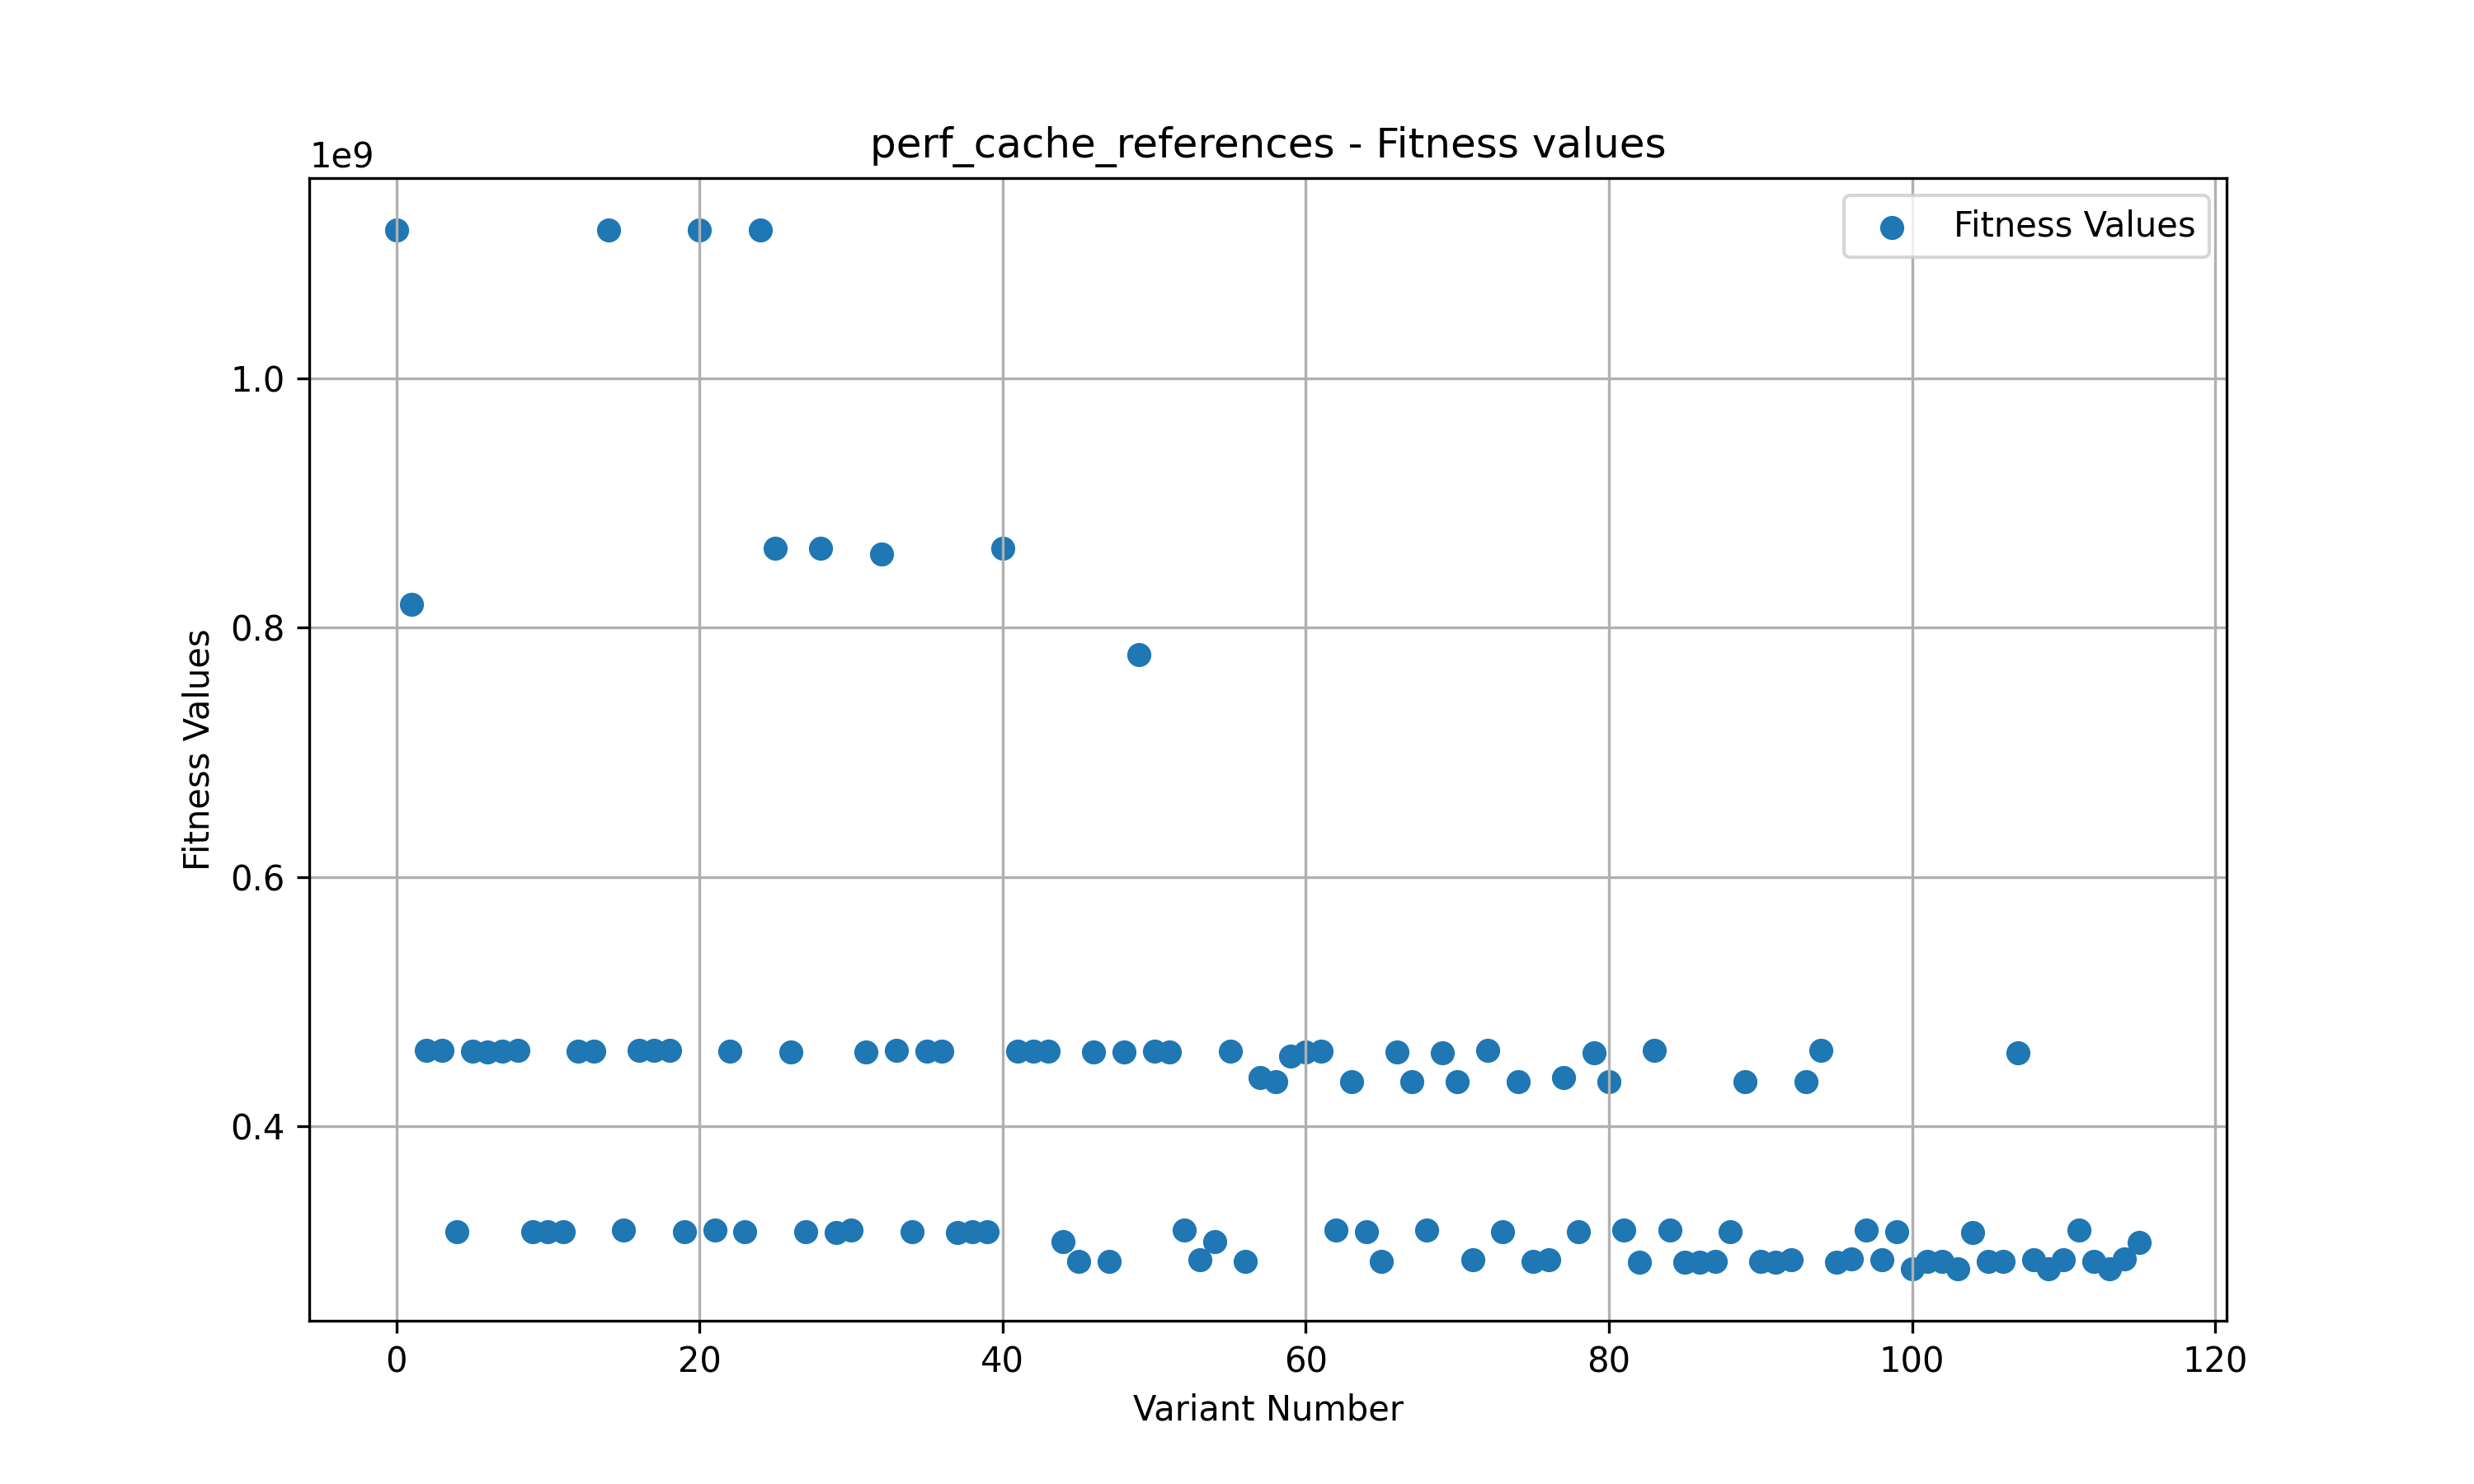 perf_cache_references - Fitness values
1e9
Fitness Values
1.0
0.8
0.6
0.4
Fitness Values
0 20 40 60 80 100 120
Variant Number